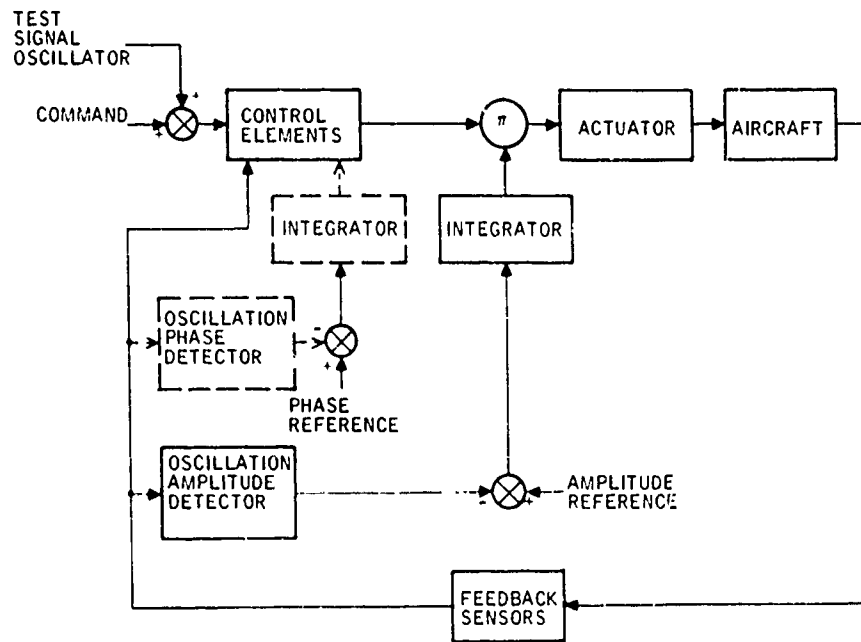 TEST
SIGNAL
OSCILLATOR
+
COMMAND
+
CONTROL
ELEMENTS
π
ACTUATOR
AIRCRAFT
INTEGRATOR
INTEGRATOR
OSCILLATION
PHASE
DETECTOR
-
+
PHASE
REFERENCE
OSCILLATION
AMPLITUDE
DETECTOR
-
+
AMPLITUDE
REFERENCE
FEEDBACK
SENSORS